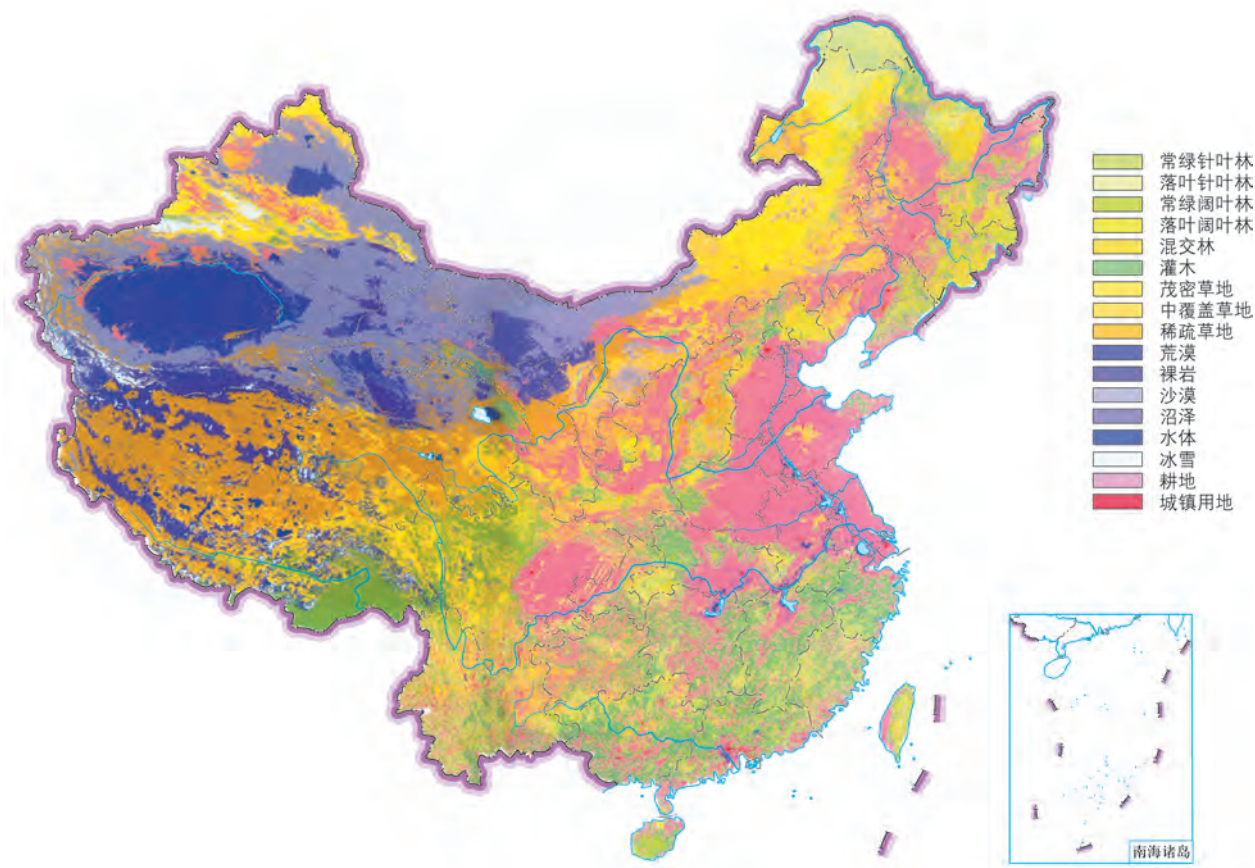 常绿针叶林
落叶针叶林
常绿阔叶林
落叶阔叶林
混交林
灌木
茂密草地
中覆盖草地
稀疏草地
荒漠
裸岩
沙漠
沼泽
水体
冰雪
耕地
城镇用地
南海诸岛